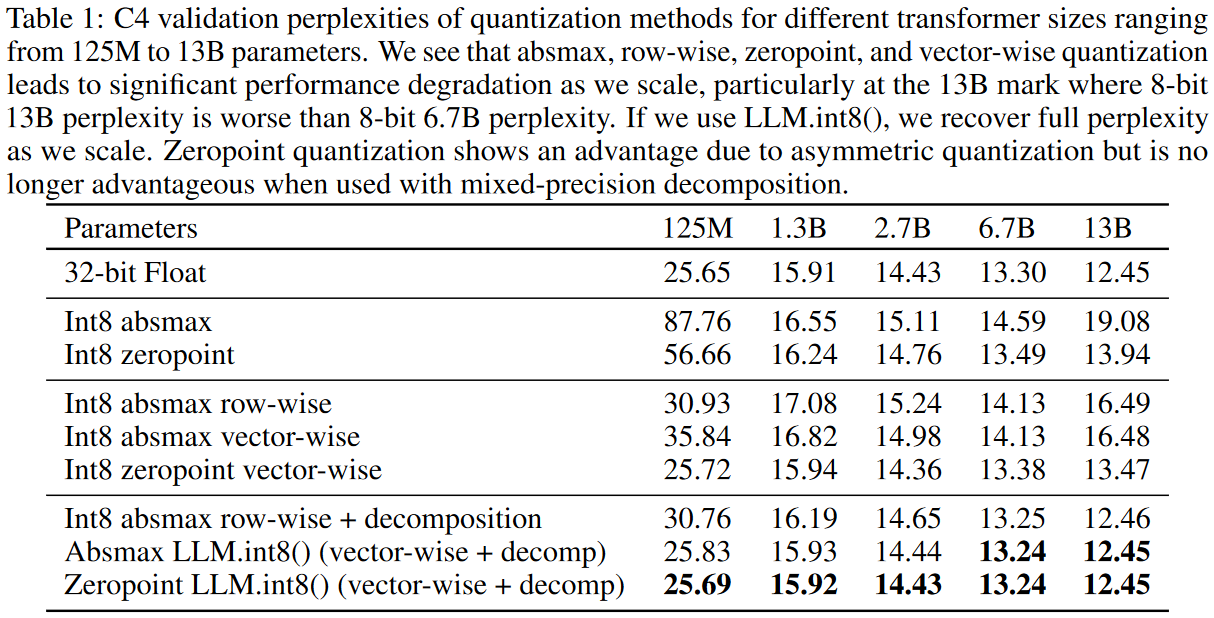 Table 1: C4 validation perplexities of quantization methods for different transformer sizes ranging
from 125M to 13B parameters. We see that absmax, row-wise, zeropoint, and vector-wise quantization
leads to significant performance degradation as we scale, particularly at the 13B mark where 8-bit
13B perplexity is worse than 8-bit 6.7B perplexity. If we use LLM.int8(), we recover full perplexity
as we scale. Zeropoint quantization shows an advantage due to asymmetric quantization but is no
longer advantageous when used with mixed-precision decomposition.
Parameters 125M 1.3B 2.7B 6.7B 13B
32-bit Float 25.65 15.91 14.43 13.30 12.45
Int8 absmax 87.76 16.55 15.11 14.59 19.08
Int8 zeropoint 56.66 16.24 14.76 13.49 13.94
Int8 absmax row-wise 30.93 17.08 15.24 14.13 16.49
Int8 absmax vector-wise 35.84 16.82 14.98 14.13 16.48
Int8 zeropoint vector-wise 25.72 15.94 14.36 13.38 13.47
Int8 absmax row-wise + decomposition 30.76 16.19 14.65 13.25 12.46
Absmax LLM.int8() (vector-wise + decomp) 25.83 15.93 14.44 13.24 12.45
Zeropoint LLM.int8() (vector-wise + decomp) 25.69 15.92 14.43 13.24 12.45